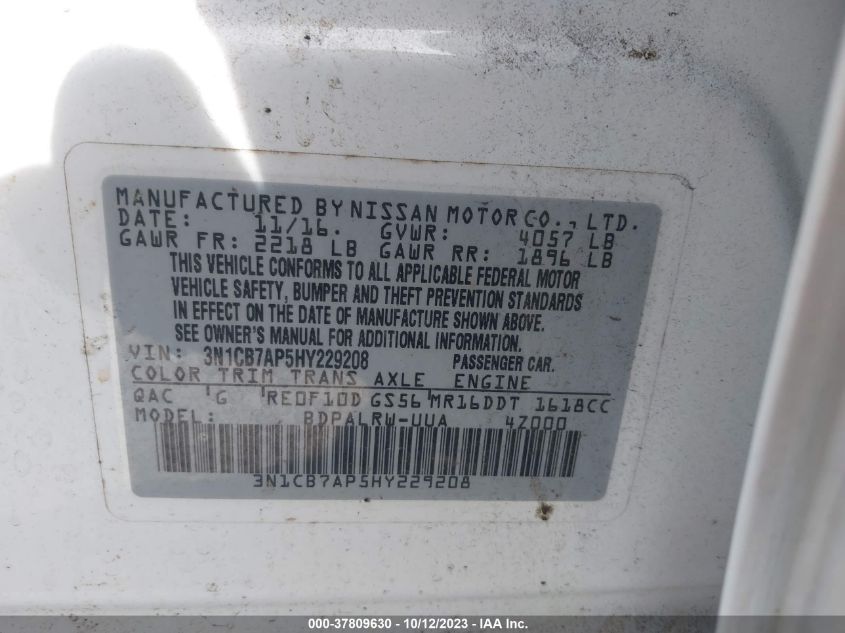 MANUFACTURED BY NISSAN MOTOR CO., LTD.
DATE: 11/16. GVWR: 4057 LB
GAWR FR: 2218 LB GAWR RR: 1896 LB
THIS VEHICLE CONFORMS TO ALL APPLICABLE FEDERAL MOTOR
VEHICLE SAFETY, BUMPER AND THEFT PREVENTION STANDARDS
IN EFFECT ON THE DATE OF MANUFACTURE SHOWN ABOVE.
SEE OWNER'S MANUAL FOR ADDITIONAL INFORMATION.
VIN: 3N1CB7AP5HY229208 PASSENGER CAR.
COLOR TRIM TRANS AXLE ENGINE
QAC G RE0F10D GS56 MR16DDT 1618CC
MODEL: BDPALRW-UUA 47000
3N1CB7AP5HY229208
000-37809630 - 10/12/2023 - IAA Inc.